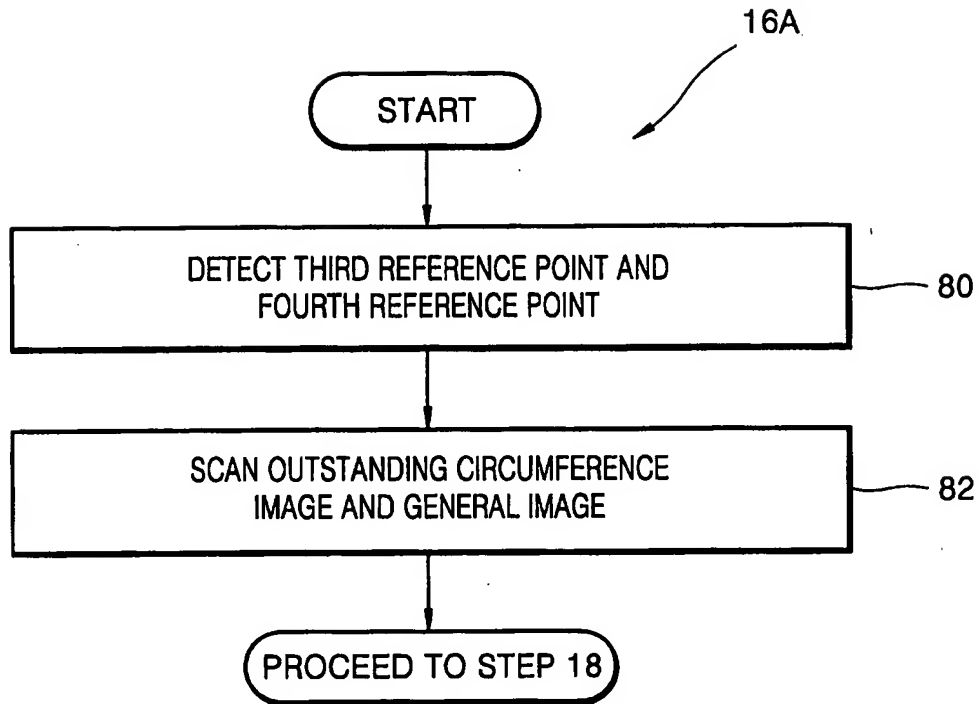 16A
START
DETECT THIRD REFERENCE POINT AND
FOURTH REFERENCE POINT
80
SCAN OUTSTANDING CIRCUMFERENCE
IMAGE AND GENERAL IMAGE
82
PROCEED TO STEP 18